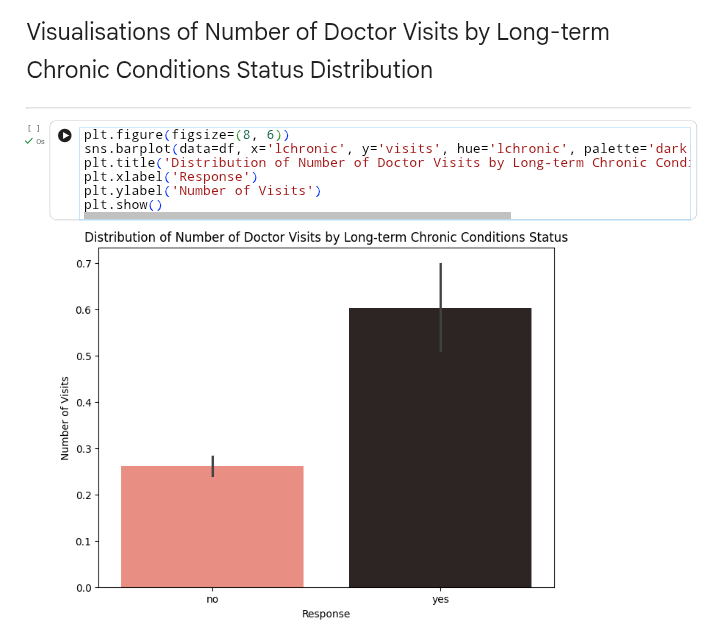 Visualisations of Number of Doctor Visits by Long-term
Chronic Conditions Status Distribution
[ ]
0s
plt.figure(figsize=(8, 6))
sns.barplot(data=df, x='lchronic', y='visits', hue='lchronic', palette='dark
plt.title('Distribution of Number of Doctor Visits by Long-term Chronic Condi
plt.xlabel('Response')
plt.ylabel('Number of Visits')
plt.show()
Distribution of Number of Doctor Visits by Long-term Chronic Conditions Status
0.7
0.6
0.5
0.4
0.3
0.2
0.1
0.0
Number of Visits
no
yes
Response